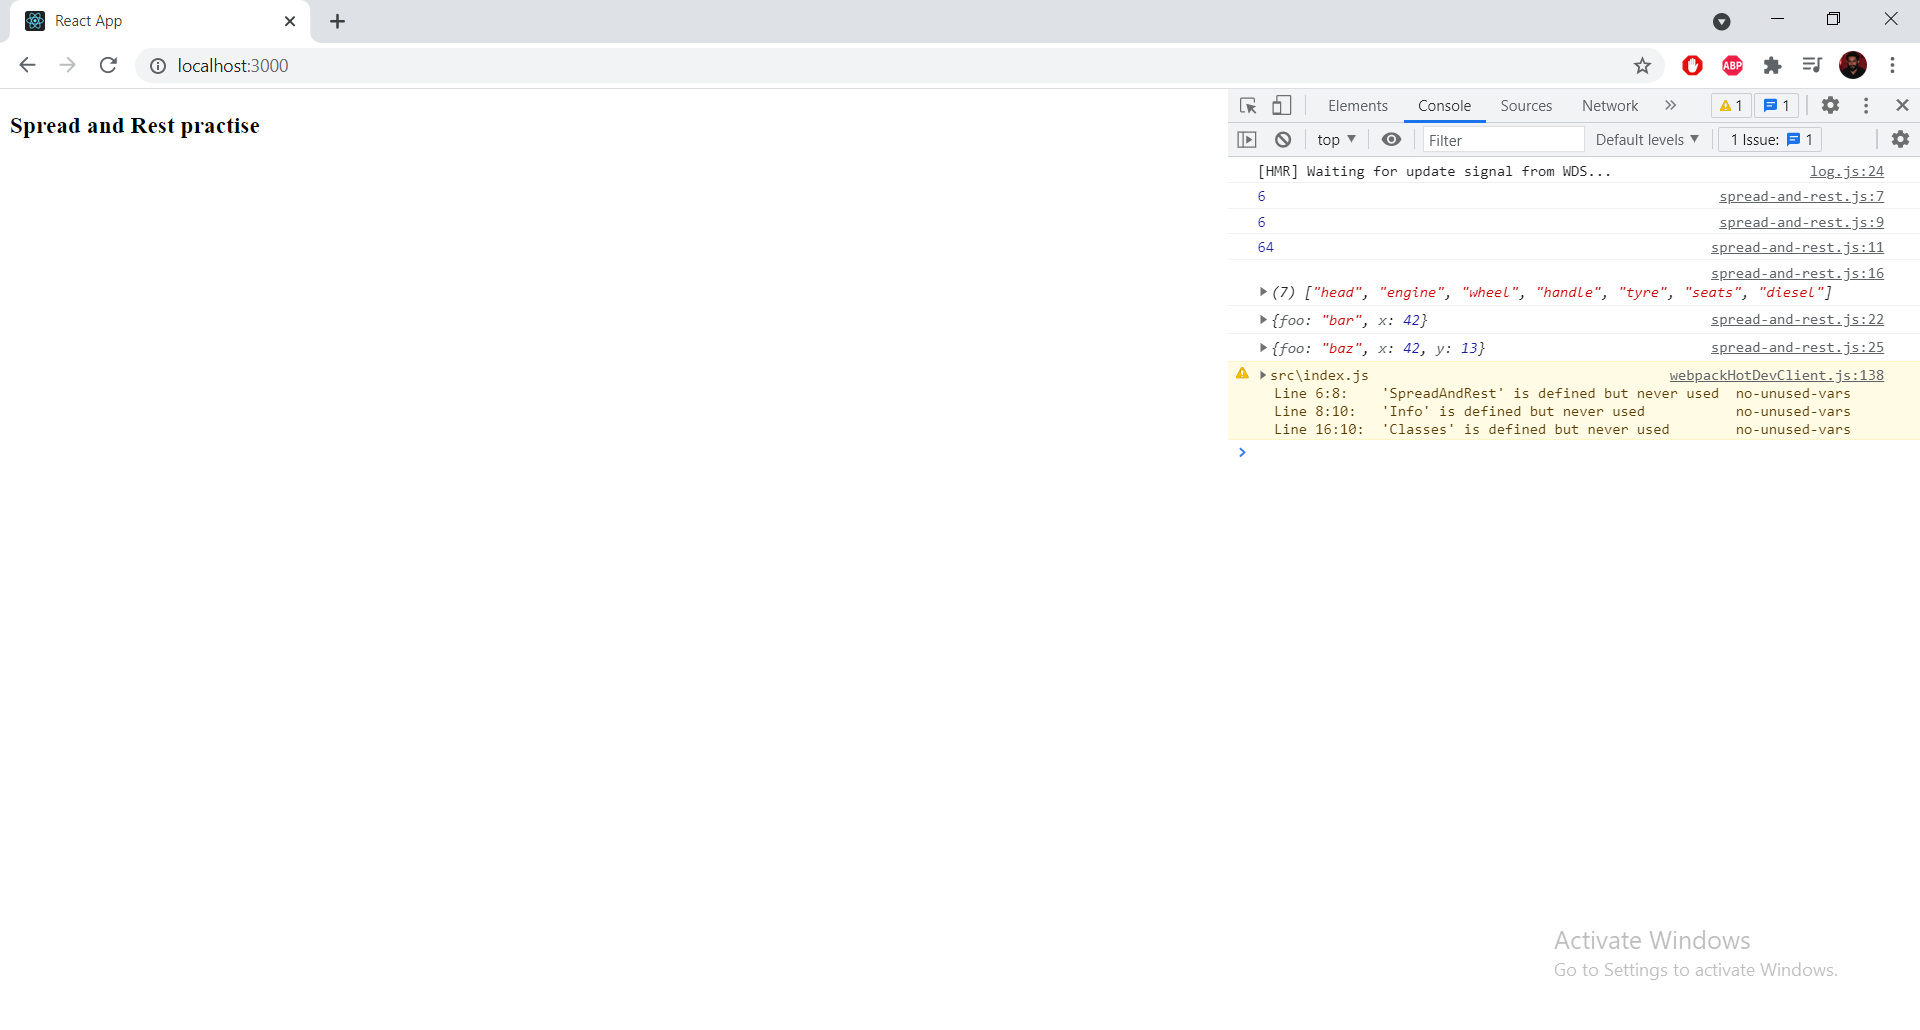 React App
localhost:3000
Spread and Rest practise
Elements Console Sources Network » 1 1
top Filter Default levels 1 Issue: 1
[HMR] Waiting for update signal from WDS... log.js:24
6 spread-and-rest.js:7
6 spread-and-rest.js:9
64 spread-and-rest.js:11
spread-and-rest.js:16
(7) ["head", "engine", "wheel", "handle", "tyre", "seats", "diesel"]
{foo: "bar", x: 42} spread-and-rest.js:22
{foo: "baz", x: 42, y: 13} spread-and-rest.js:25
src\index.js webpackHotDevClient.js:138
Line 6:8: 'SpreadAndRest' is defined but never used no-unused-vars
Line 8:10: 'Info' is defined but never used no-unused-vars
Line 16:10: 'Classes' is defined but never used no-unused-vars
Activate Windows
Go to Settings to activate Windows.
ABP